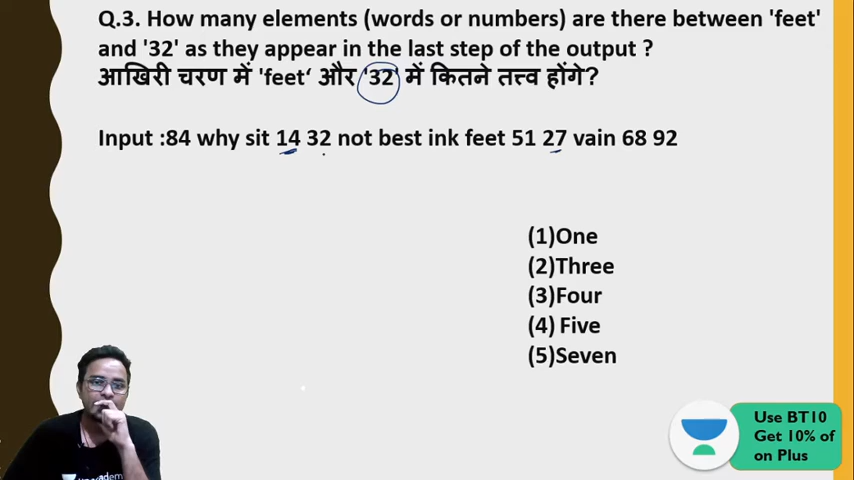 Q.3. How many elements (words or numbers) are there between 'feet'
and '32' as they appear in the last step of the output ?
आखिरी चरण में 'feet‘ और '32' में कितने तत्त्व होंगे?
Input :84 why sit 14 32 not best ink feet 51 27 vain 68 92
(1)One
(2)Three
(3)Four
(4) Five
(5)Seven
Use BT10
Get 10% of
on Plus